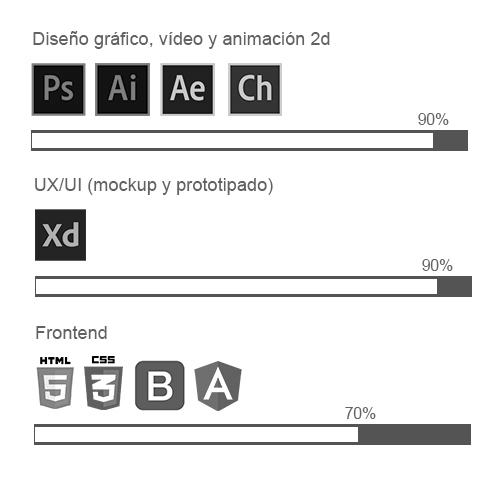 Diseño gráfico, vídeo y animación 2d
Ps Ai Ae Ch
90%
UX/UI (mockup y prototipado)
Xd
90%
Frontend
HTML CSS
5 3 B A
70%